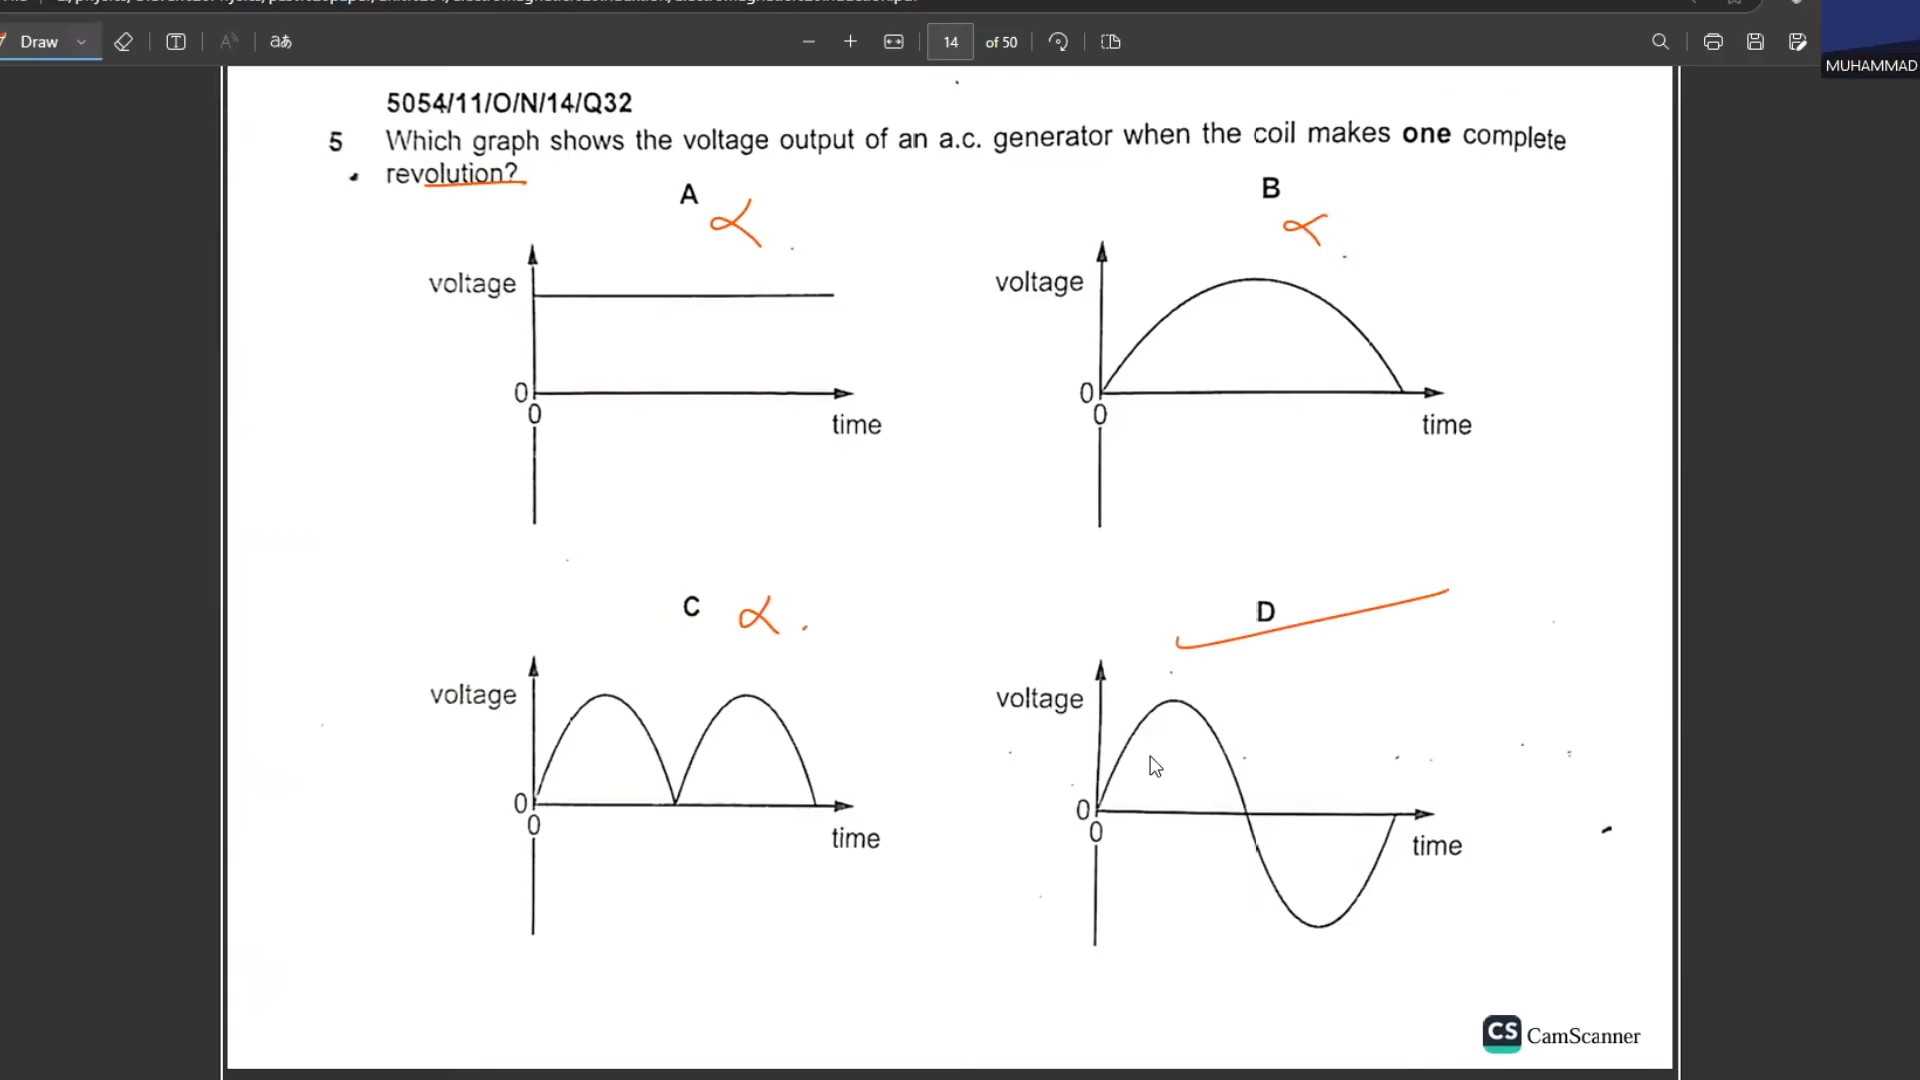 Draw
aあ
14 of 50
MUHAMMAD
5054/11/O/N/14/Q32
5 Which graph shows the voltage output of an a.c. generator when the coil makes one complete
revolution?
A
B
voltage
voltage
0
0
0
0
time
time
C
D
voltage
voltage
0
0
0
0
time
time
CS CamScanner